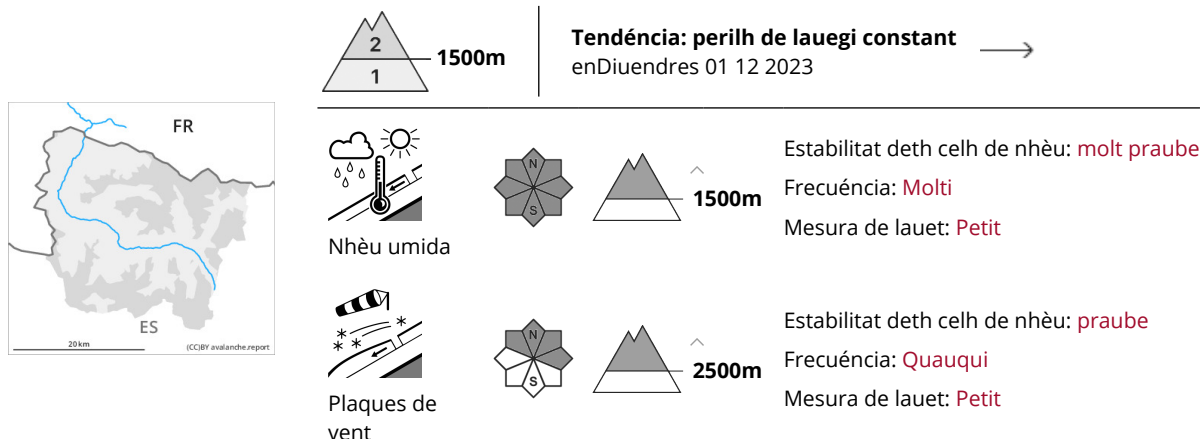 2
1
1500m
Tendéncia: perilh de lauegi constant
enDiuendres 01 12 2023
FR
ES
20 km
(CC)BY avalanche.report
N
S
1500m
Nhèu umida
Estabilitat deth celh de nhèu: molt praube
Frecuéncia: Molti
Mesura de lauet: Petit
N
S
2500m
Plaques de
vent
Estabilitat deth celh de nhèu: praube
Frecuéncia: Quauqui
Mesura de lauet: Petit